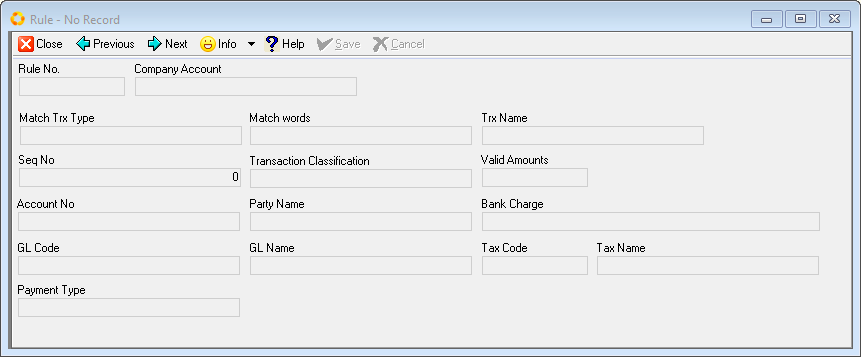 Rule - No Record
Close Previous Next Info Help Save Cancel
Rule No. Company Account
Match Trx Type Match words Trx Name
Seq No Transaction Classification Valid Amounts
0
Account No Party Name Bank Charge
GL Code GL Name Tax Code Tax Name
Payment Type